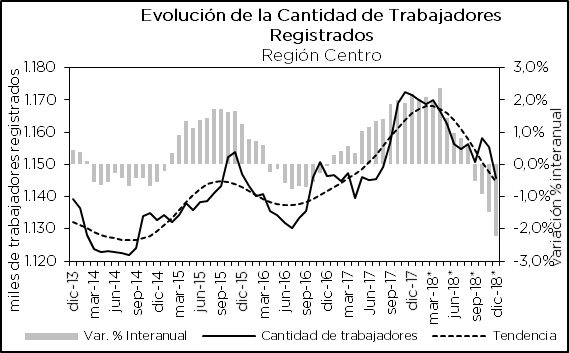 Evolución de la Cantidad de Trabajadores
Registrados
Región Centro
miles de trabajadores registrados
1.180
1.170
1.160
1.150
1.140
1.130
1.120
3,0%
2,0%
1,0%
0,0%
-1,0%
-2,0%
-3,0%
Variación % interanual
dic-13
mar-14
jun-14
sep-14
dic-14
mar-15
jun-15
sep-15
dic-15
mar-16
jun-16
sep-16
dic-16
mar-17
jun-17
sep-17
dic-17
mar-18*
jun-18*
sep-18*
dic-18*
Var. % Interanual
Cantidad de trabajadores
Tendencia